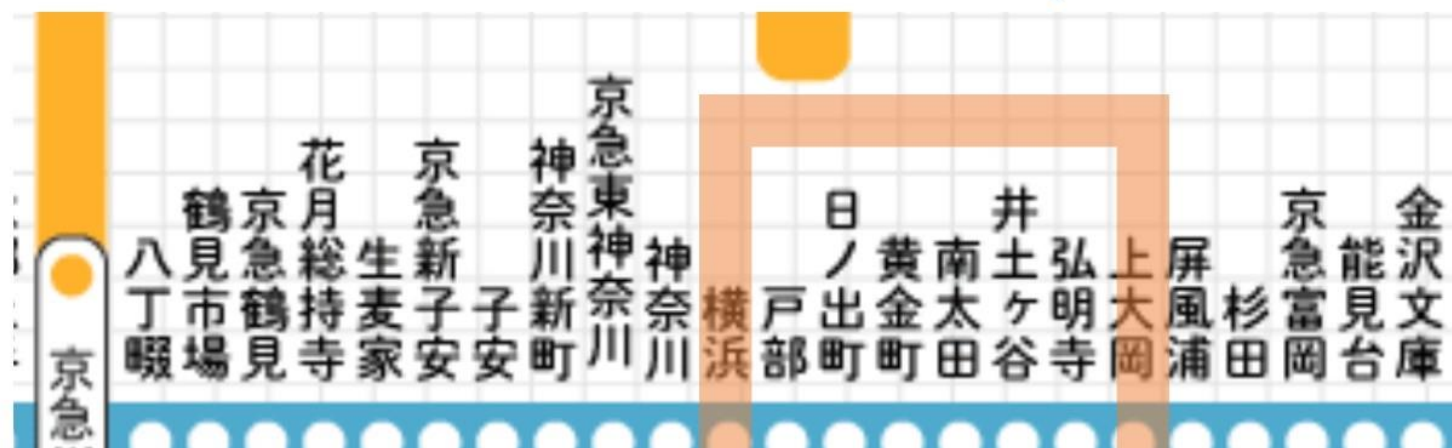 京急
八丁畷
鶴見市場
京急鶴見
花月総持寺
生麦家
京急新子安
子安
神奈川新町
京急東神奈川
神奈川
横浜
戸部
日ノ出町
黄金町
南太田
井土ヶ谷
弘明寺
上大岡
屏風浦
杉田
京急富岡
能見台
金沢文庫